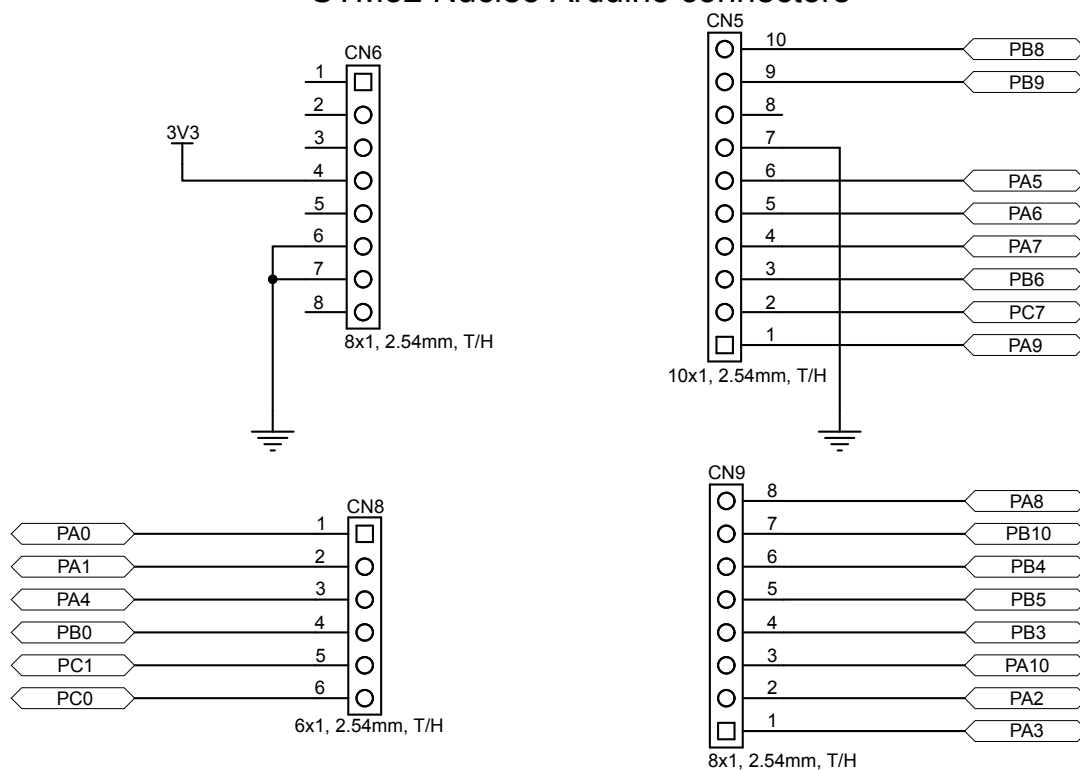 CN6
1
2
3V3
3
4
5
6
7
8
8x1, 2.54mm, T/H
CN5
10 PB8
9 PB9
8
7
6 PA5
5 PA6
4 PA7
3 PB6
2 PC7
1 PA9
10x1, 2.54mm, T/H
CN8
PA0 1
PA1 2
PA4 3
PB0 4
PC1 5
PC0 6
6x1, 2.54mm, T/H
CN9
8 PA8
7 PB10
6 PB4
5 PB5
4 PB3
3 PA10
2 PA2
1 PA3
8x1, 2.54mm, T/H